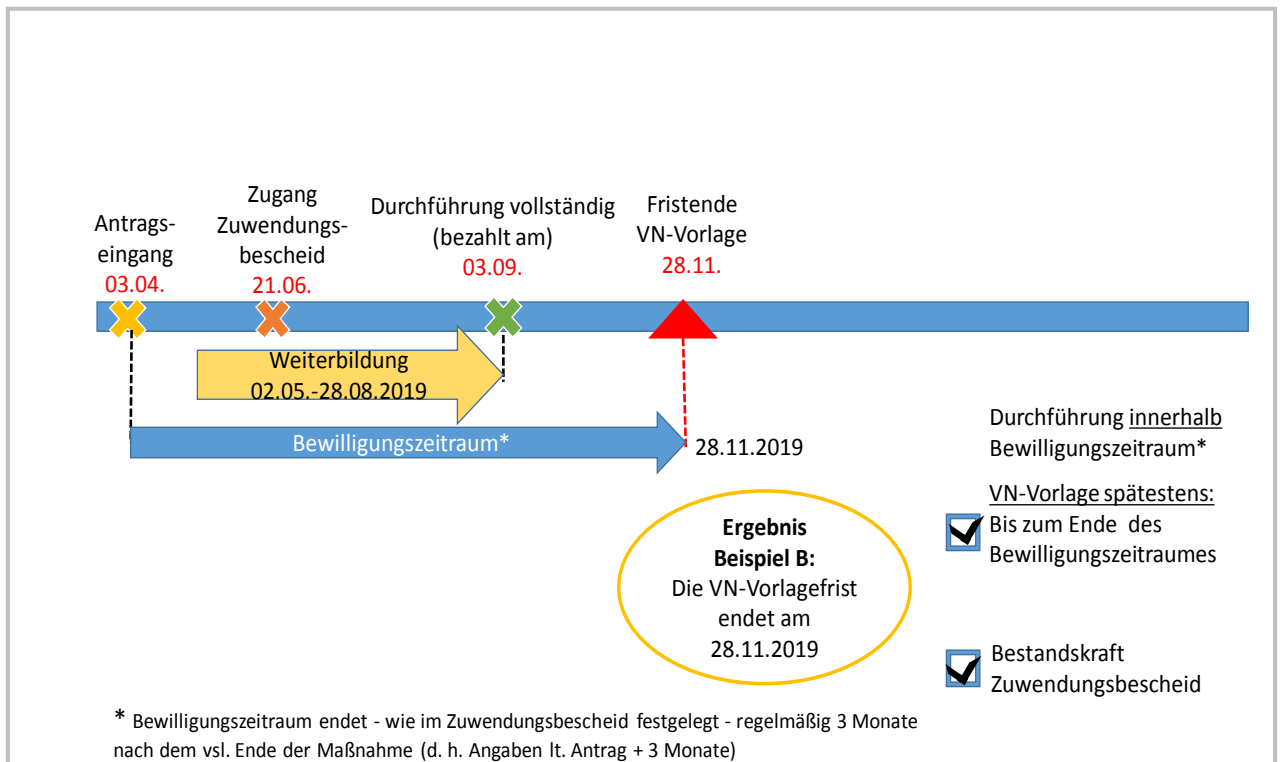 Antrags-
eingang
03.04.
Zugang
Zuwendungs-
bescheid
21.06.
Durchführung vollständig
(bezahlt am)
03.09.
Fristende
VN-Vorlage
28.11.
Weiterbildung
02.05.-28.08.2019
Bewilligungszeitraum*
28.11.2019
Durchführung innerhalb
Bewilligungszeitraum*
VN-Vorlage spätestens:
Bis zum Ende des
Bewilligungszeitraumes
Ergebnis
Beispiel B:
Die VN-Vorlagefrist
endet am
28.11.2019
Bestandskraft
Zuwendungsbescheid
* Bewilligungszeitraum endet - wie im Zuwendungsbescheid festgelegt - regelmäßig 3 Monate
nach dem vsl. Ende der Maßnahme (d. h. Angaben lt. Antrag + 3 Monate)